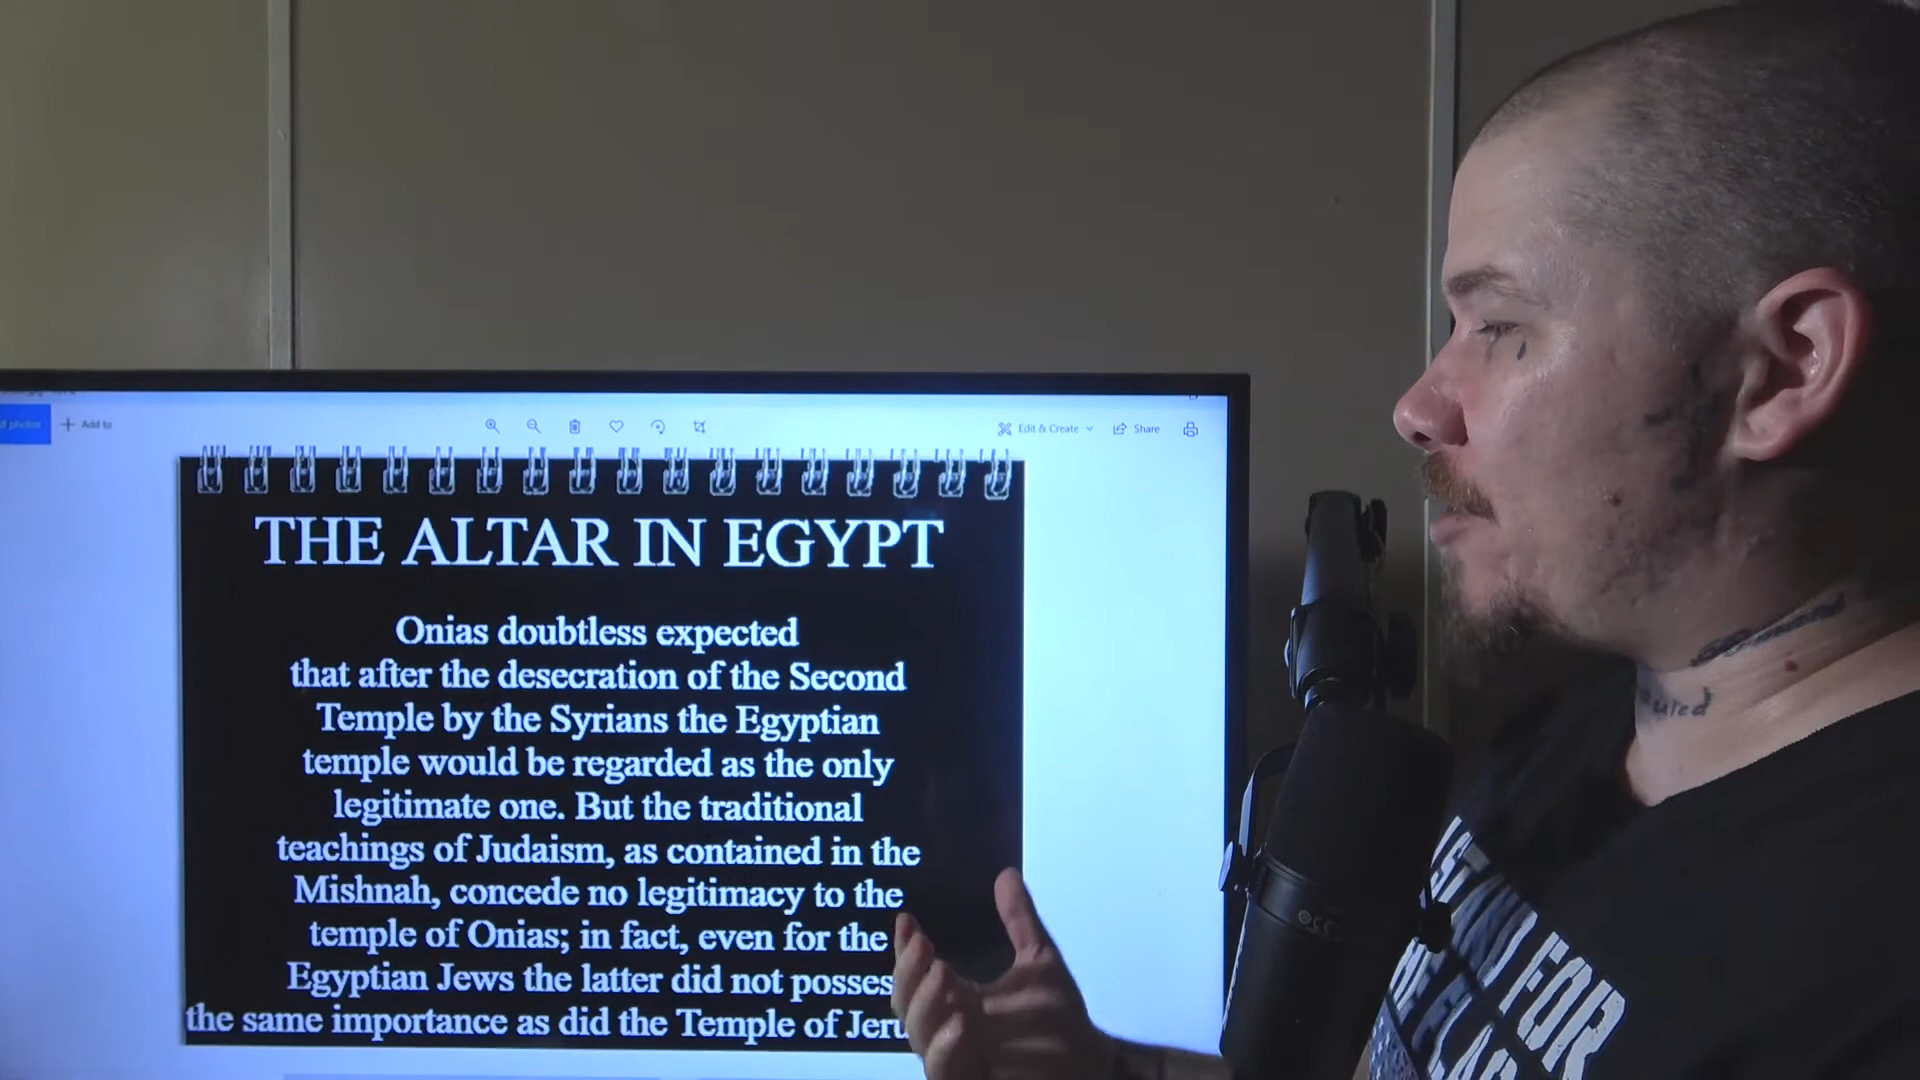 Add to
Edit & Create
Share
THE ALTAR IN EGYPT
Onias doubtless expected
that after the desecration of the Second
Temple by the Syrians the Egyptian
temple would be regarded as the only
legitimate one. But the traditional
teachings of Judaism, as contained in the
Mishnah, concede no legitimacy to the
temple of Onias; in fact, even for the
Egyptian Jews the latter did not posses
the same importance as did the Temple of Jeru
FOR